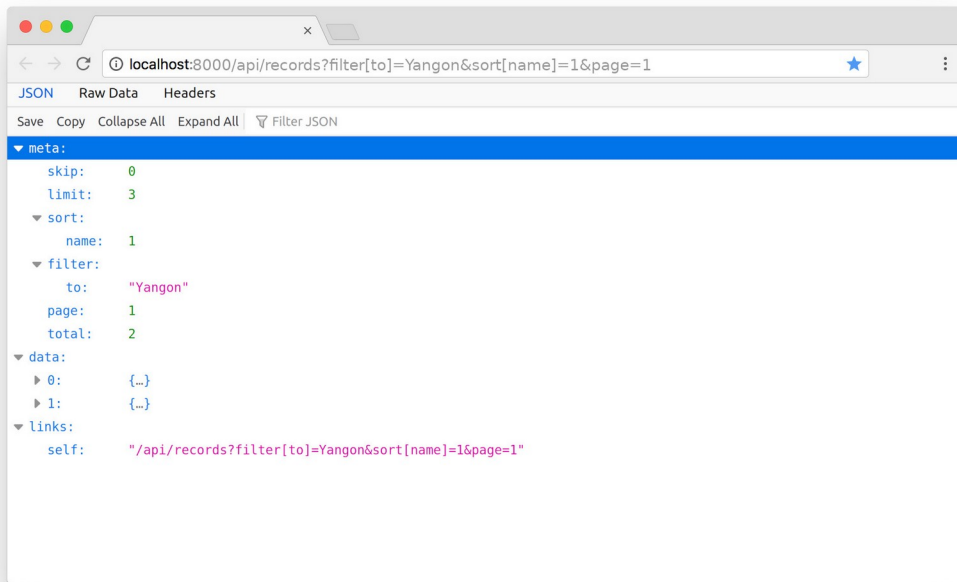 localhost:8000/api/records?filter[to]=Yangon&sort[name]=1&page=1
JSON Raw Data Headers
Save Copy Collapse All Expand All Filter JSON
meta:
skip: 0
limit: 3
sort:
name: 1
filter:
to: "Yangon"
page: 1
total: 2
data:
0: {…}
1: {…}
links:
self: "/api/records?filter[to]=Yangon&sort[name]=1&page=1"